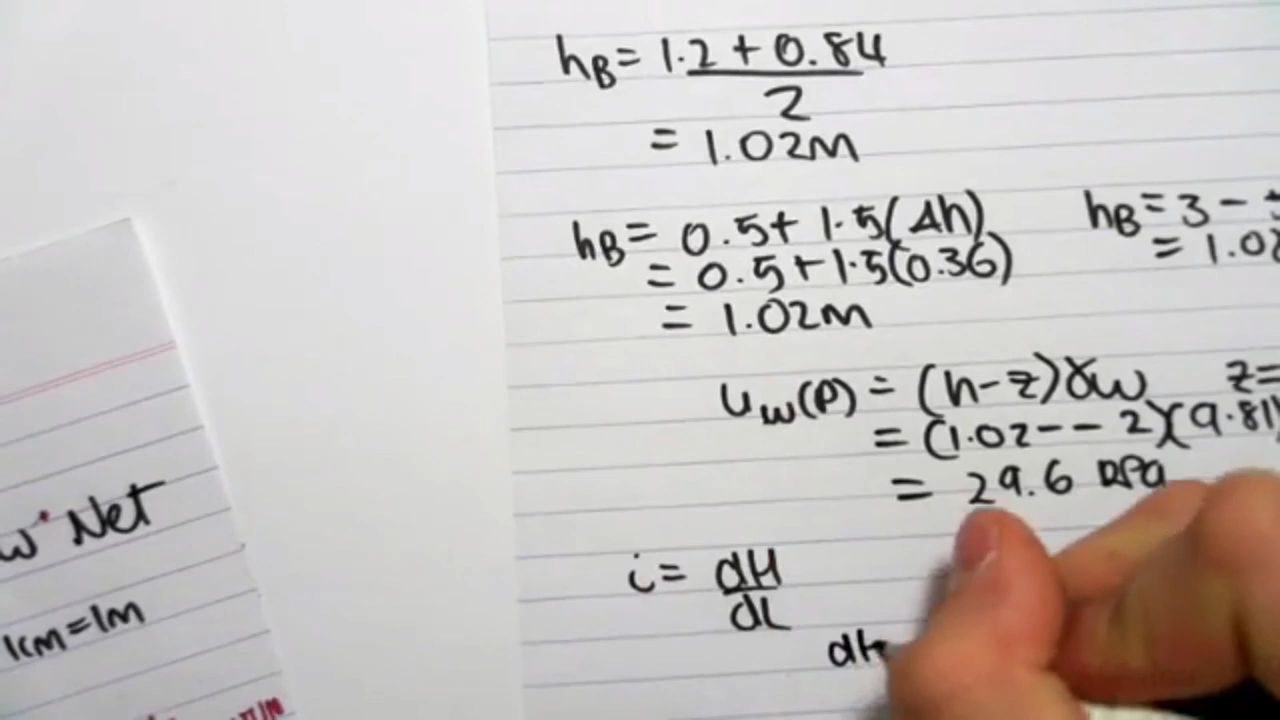 hB = 1.2 + 0.84
2
= 1.02m
hB = 0.5 + 1.5(Δh)
= 0.5 + 1.5(0.36)
= 1.02m
hB = 3 -
= 1.02
uw(P) = (h-z)γw z=
= (1.02 - - 2)(9.81)
= 29.6 kPa
i = dH
dL
w Net
1cm = 1m